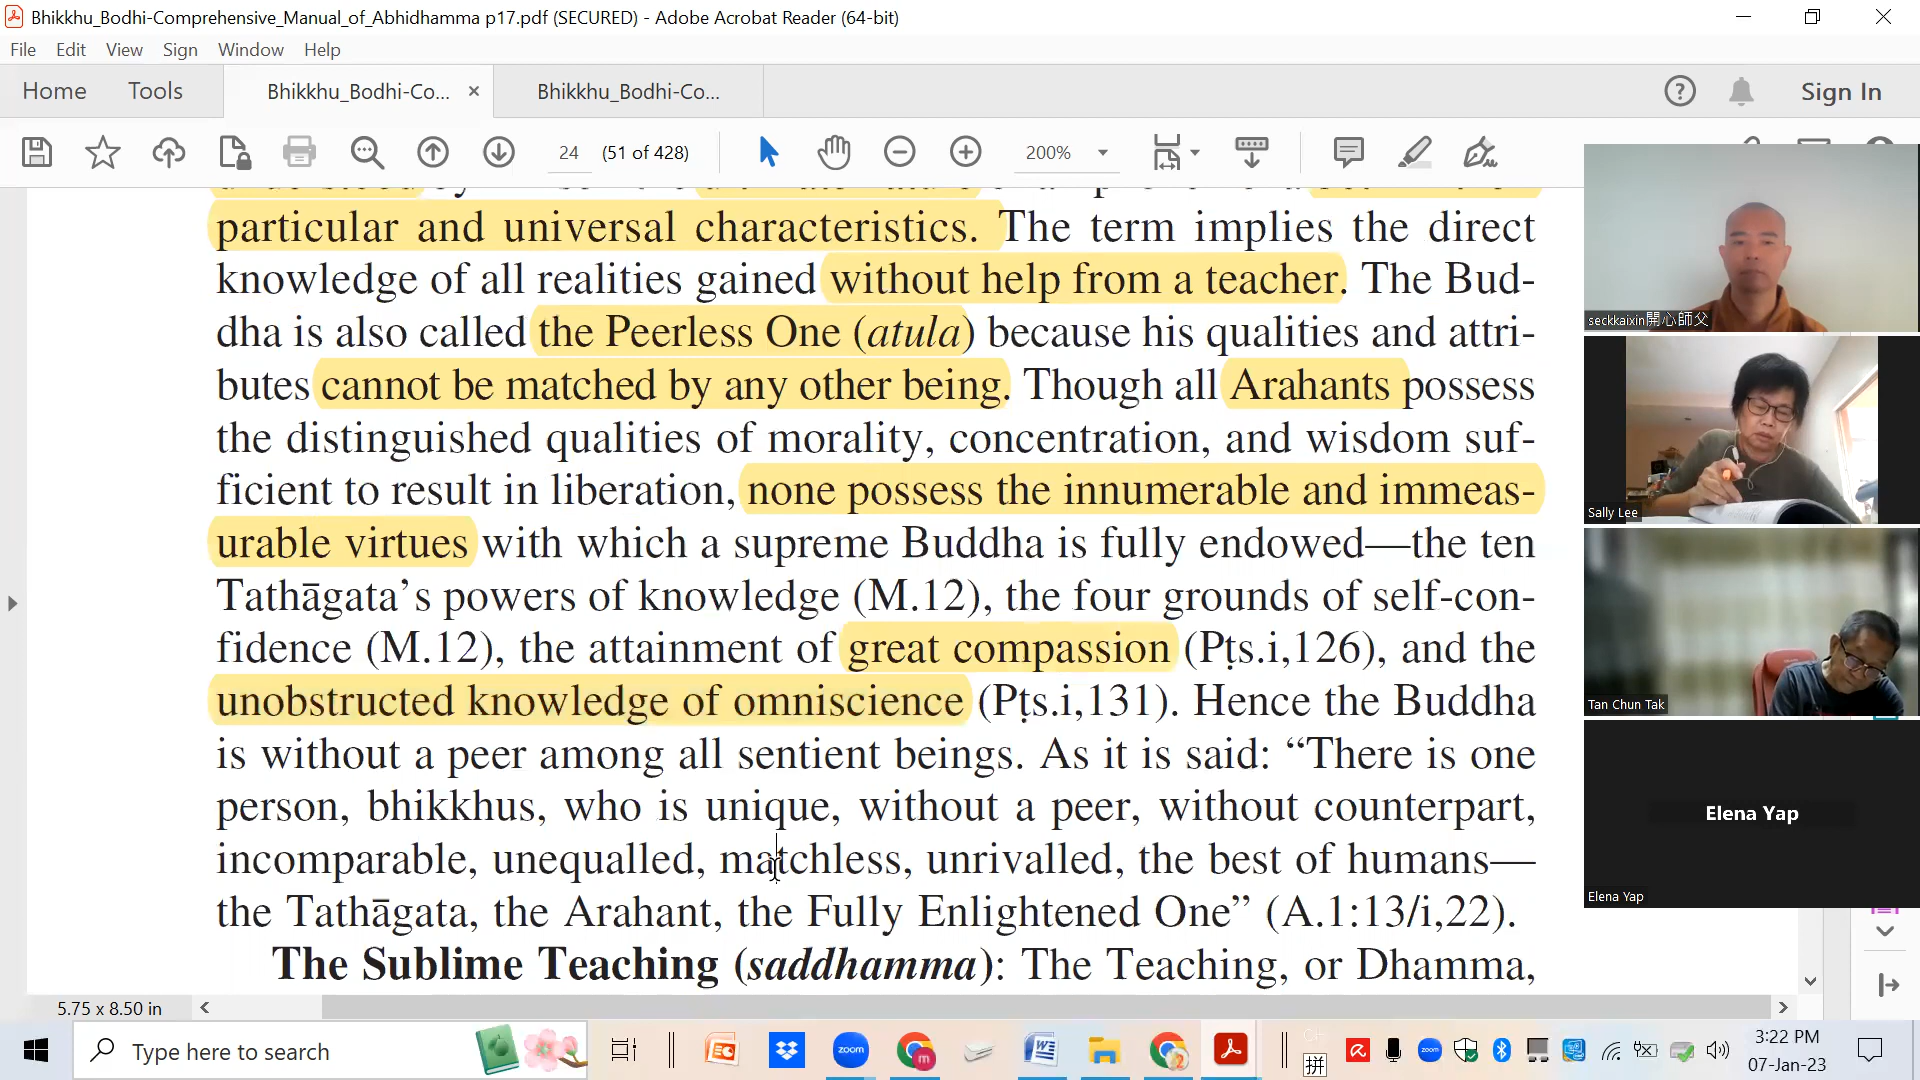 Bhikkhu_Bodhi-Comprehensive_Manual_of_Abhidhamma p17.pdf (SECURED) - Adobe Acrobat Reader (64-bit)
File Edit View Sign Window Help
Home Tools Bhikkhu_Bodhi-Co... × Bhikkhu_Bodhi-Co... Sign In
24 (51 of 428) 200%
particular and universal characteristics. The term implies the direct
knowledge of all realities gained without help from a teacher. The Bud-
dha is also called the Peerless One (atula) because his qualities and attri-
butes cannot be matched by any other being. Though all Arahants possess
the distinguished qualities of morality, concentration, and wisdom suf-
ficient to result in liberation, none possess the innumerable and immeas-
urable virtues with which a supreme Buddha is fully endowed—the ten
Tathāgata’s powers of knowledge (M.12), the four grounds of self-con-
fidence (M.12), the attainment of great compassion (Pṭs.i,126), and the
unobstructed knowledge of omniscience (Pṭs.i,131). Hence the Buddha
is without a peer among all sentient beings. As it is said: “There is one
person, bhikkhus, who is unique, without a peer, without counterpart,
incomparable, unequalled, matchless, unrivalled, the best of humans—
the Tathāgata, the Arahant, the Fully Enlightened One” (A.1:13/i,22).
The Sublime Teaching (saddhamma): The Teaching, or Dhamma,
seckkaixin開心師父
Sally Lee
Tan Chun Tak
Elena Yap
Elena Yap
5.75 x 8.50 in
Type here to search
zoom
zoom
拼
3:22 PM
07-Jan-23